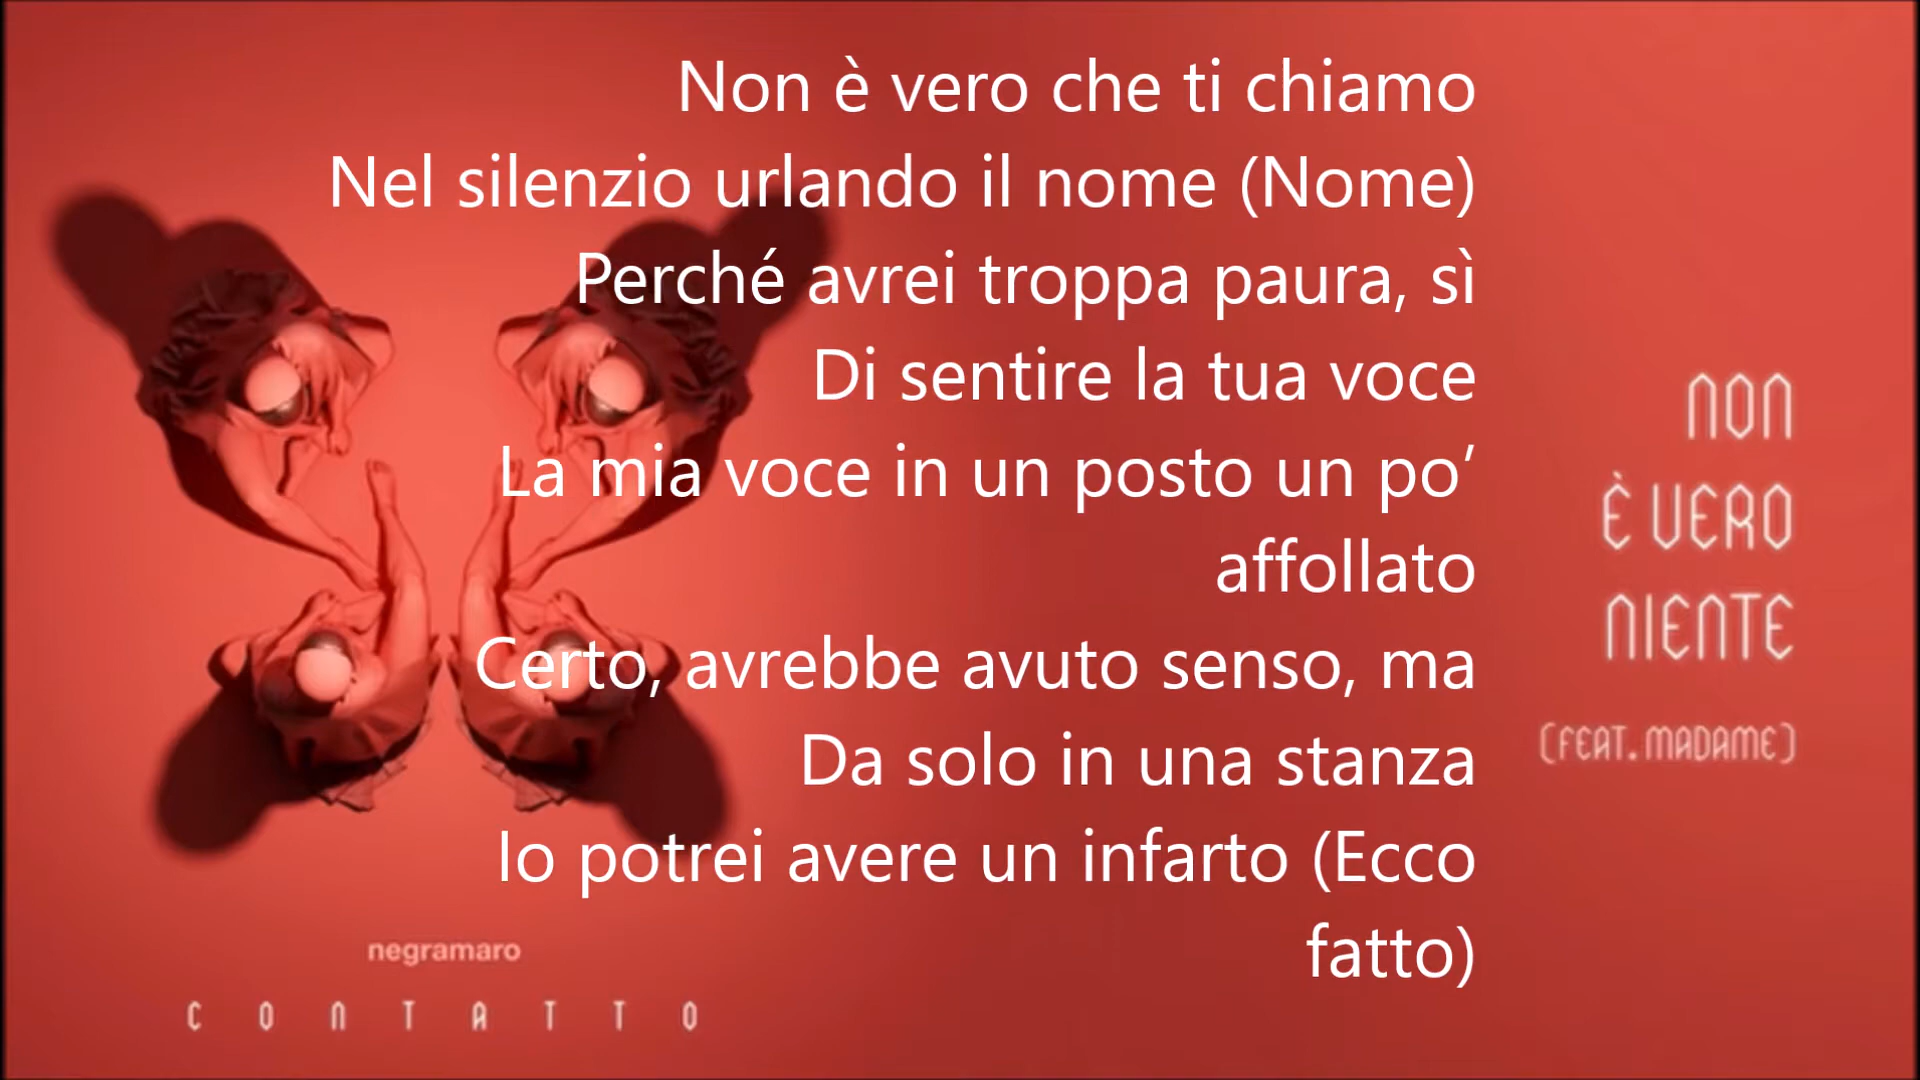 Non è vero che ti chiamo
Nel silenzio urlando il nome (Nome)
Perché avrei troppa paura, sì
Di sentire la tua voce
La mia voce in un posto un po’
affollato
Certo, avrebbe avuto senso, ma
Da solo in una stanza
Io potrei avere un infarto (Ecco
fatto)
NON
È VERO
NIENTE
(FEAT. MADAME)
negramaro
CONTATTO